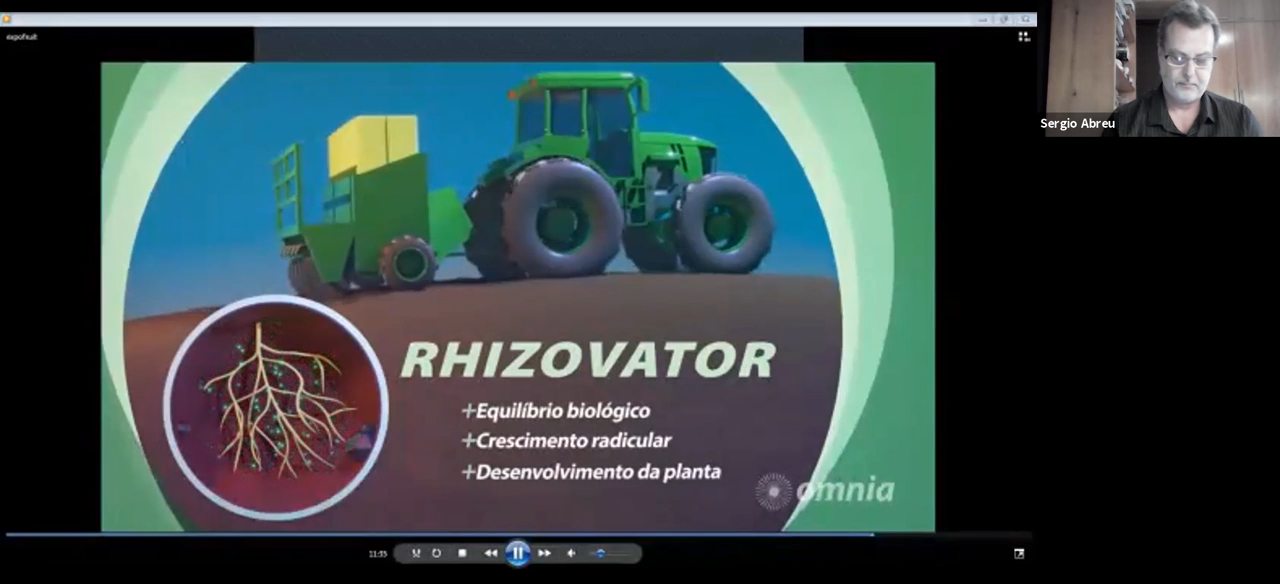 expofruit
Sergio Abreu
RHIZOVATOR
+Equilíbrio biológico
+Crescimento radicular
+Desenvolvimento da planta
omnia
11:35